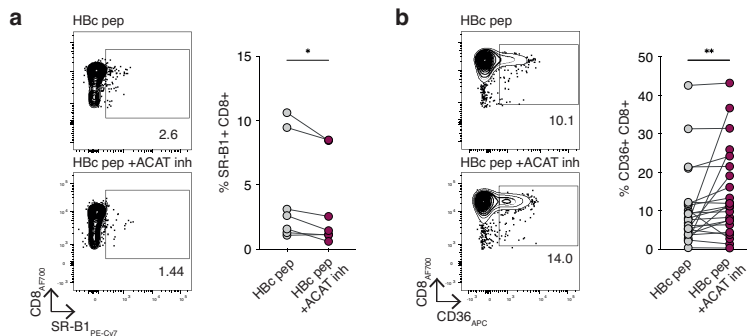 a
HBc pep
2.6
HBc pep +ACAT inh
1.44
CD8AF700
SR-B1PE-Cy7
% SR-B1+ CD8+
15
10
5
0
*
HBc pep
HBc pep
+ACAT inh
b
HBc pep
10.1
HBc pep +ACAT inh
14.0
CD8AF700
CD36APC
% CD36+ CD8+
50
40
30
20
10
0
**
HBc pep
HBc pep
+ACAT inh